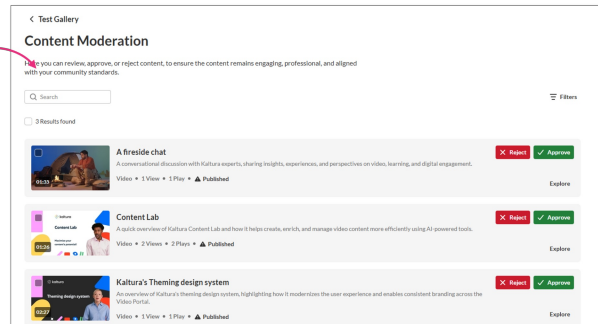 < Test Gallery
Content Moderation
Here you can review, approve, or reject content, to ensure the content remains engaging, professional, and aligned
with your community standards.
Search
Filters
3 Results found
A fireside chat
Reject
Approve
A conversational discussion with Kaltura experts, sharing insights, experiences, and perspectives on video, learning, and digital engagement.
Video • 1 View • 1 Play • Published
01:35
Explore
kaltura
Content Lab
Content Lab
Reject
Approve
A quick overview of Kaltura Content Lab and how it helps create, enrich, and manage video content more efficiently using AI-powered tools.
Video • 2 Views • 2 Plays • Published
01:26
Explore
kaltura
Theming design system
Kaltura's Theming design system
Reject
Approve
An overview of Kaltura's theming design system, highlighting how it modernizes the user experience and enables consistent branding across the
Video Portal.
Video • 1 View • 1 Play • Published
02:27
Explore